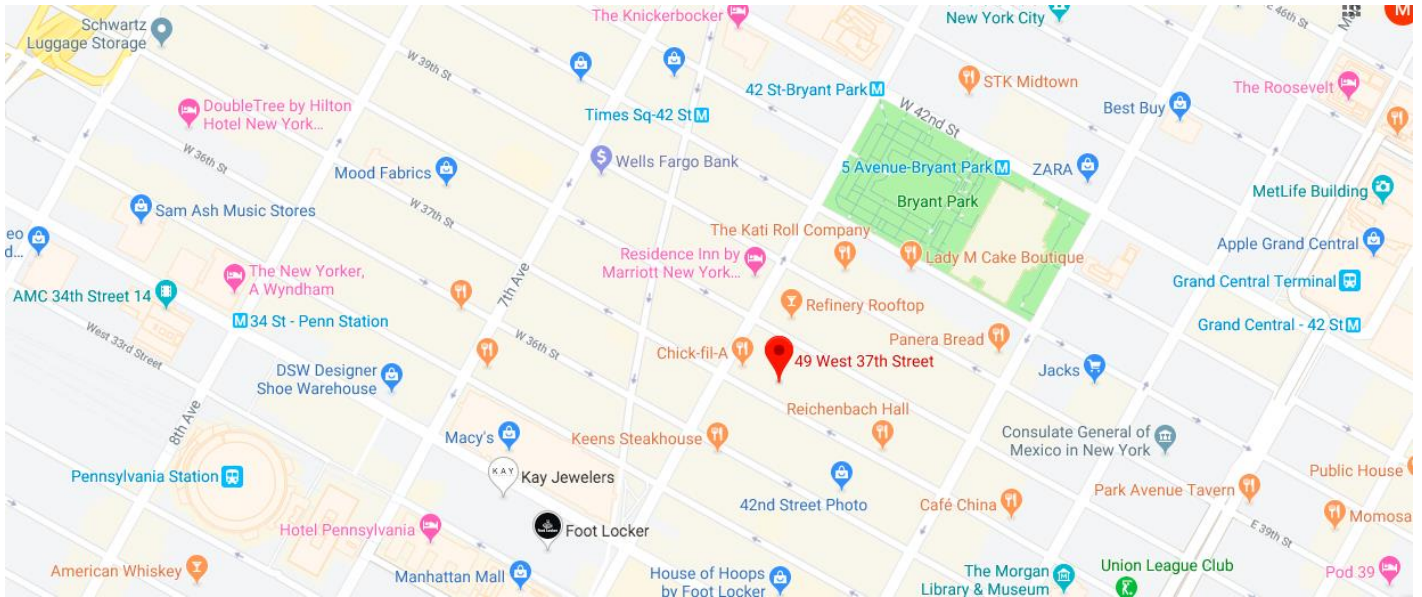 The Knickerbocker
New York City
E 46th St
M
Schwartz
Luggage Storage
W 39th St
STK Midtown
42 St-Bryant Park M
The Roosevelt
Best Buy
DoubleTree by Hilton
Hotel New York...
Times Sq-42 St M
W 42nd St
W 36th St
Mood Fabrics
$ Wells Fargo Bank
5 Avenue-Bryant Park M
ZARA
MetLife Building
Bryant Park
Sam Ash Music Stores
W 37th St
The Kati Roll Company
eo
d...
Residence Inn by
Marriott New York...
Lady M Cake Boutique
Apple Grand Central
The New Yorker,
A Wyndham
7th Ave
Grand Central Terminal
AMC 34th Street 14
Refinery Rooftop
M 34 St - Penn Station
Grand Central - 42 St M
West 33rd Street
W 36th St
Panera Bread
Chick-fil-A
49 West 37th Street
DSW Designer
Shoe Warehouse
Jacks
8th Ave
Reichenbach Hall
Macy's
Keens Steakhouse
Consulate General of
Mexico in New York
Pennsylvania Station
KAY
Kay Jewelers
Public House
42nd Street Photo
Café China
Park Avenue Tavern
Hotel Pennsylvania
Foot Locker
Momosa
E 39th St
American Whiskey
Manhattan Mall
House of Hoops
by Foot Locker
The Morgan
Library & Museum
Union League Club
Pod 39